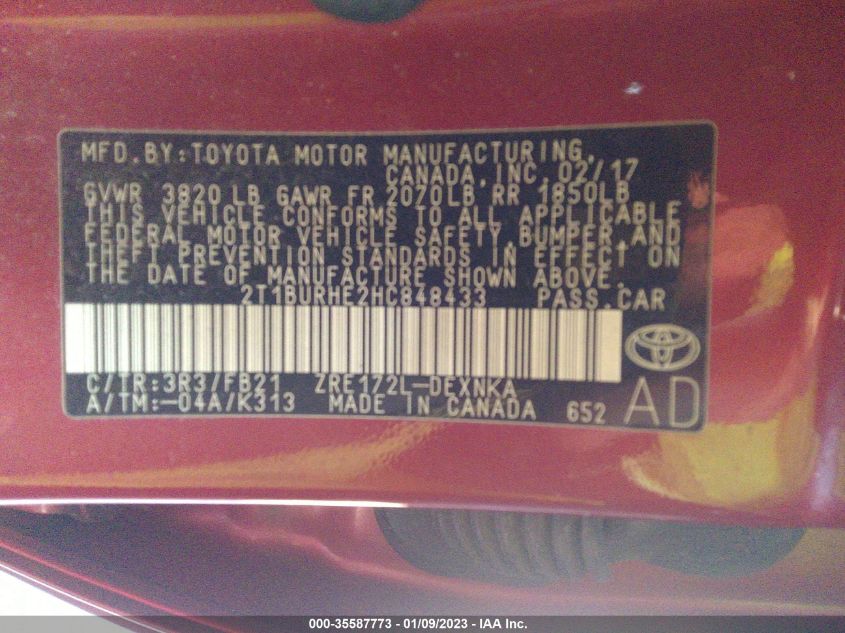 MFD.BY:TOYOTA MOTOR MANUFACTURING,
CANADA,INC,02/17
GVWR 3820 LB GAWR FR 2070LB RR 1850LB
THIS VEHICLE CONFORMS TO ALL APPLICABLE
FEDERAL MOTOR VEHICLE SAFETY,BUMPER,AND
THEFT PREVENTION STANDARDS IN EFFECT ON
THE DATE OF MANUFACTURE SHOWN ABOVE.
2T1BURHE2HC848433 PASS.CAR
C/TR:3R3/FB21 ZRE172L-DEXNKA
A/TM:-04A/K313 MADE IN CANADA 652 AD
000-35587773 - 01/09/2023 - IAA Inc.